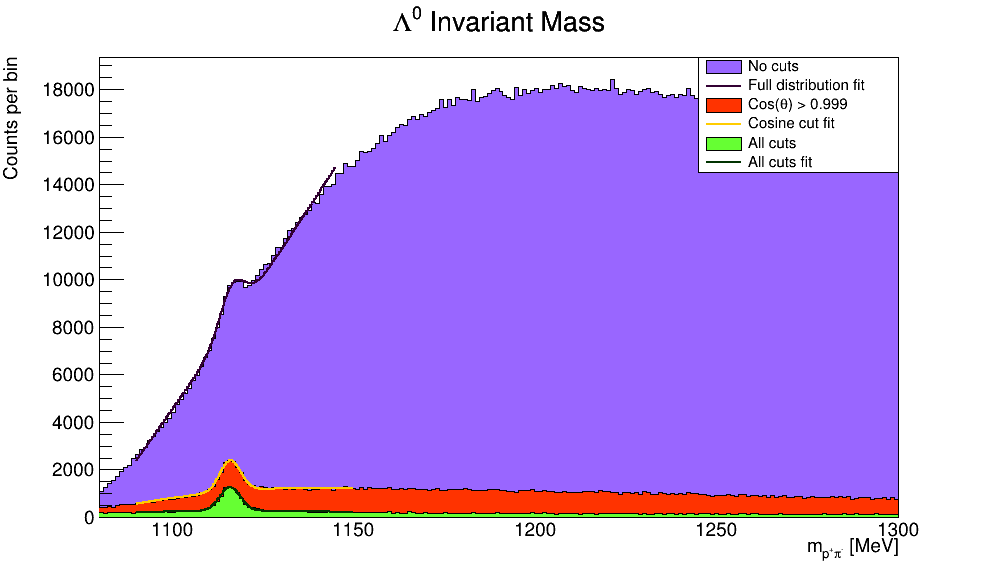 Λ⁰ Invariant Mass
Counts per bin
18000
16000
14000
12000
10000
8000
6000
4000
2000
0
No cuts
Full distribution fit
Cos(θ) > 0.999
Cosine cut fit
All cuts
All cuts fit
1100 1150 1200 1250 1300
m_{p⁺π⁻} [MeV]